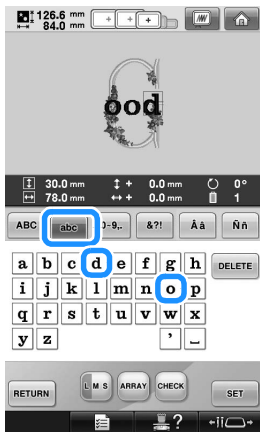 126.6 mm
84.0 mm
C
ood
30.0 mm + 0.0 mm 0°
78.0 mm + 0.0 mm 1
ABC abc 0-9,. &?! Ââ Ññ
a b c d e f g h DELETE
i j k l m n o p
q r s t u v w x
y z ' _
RETURN L M S ARRAY CHECK SET
?